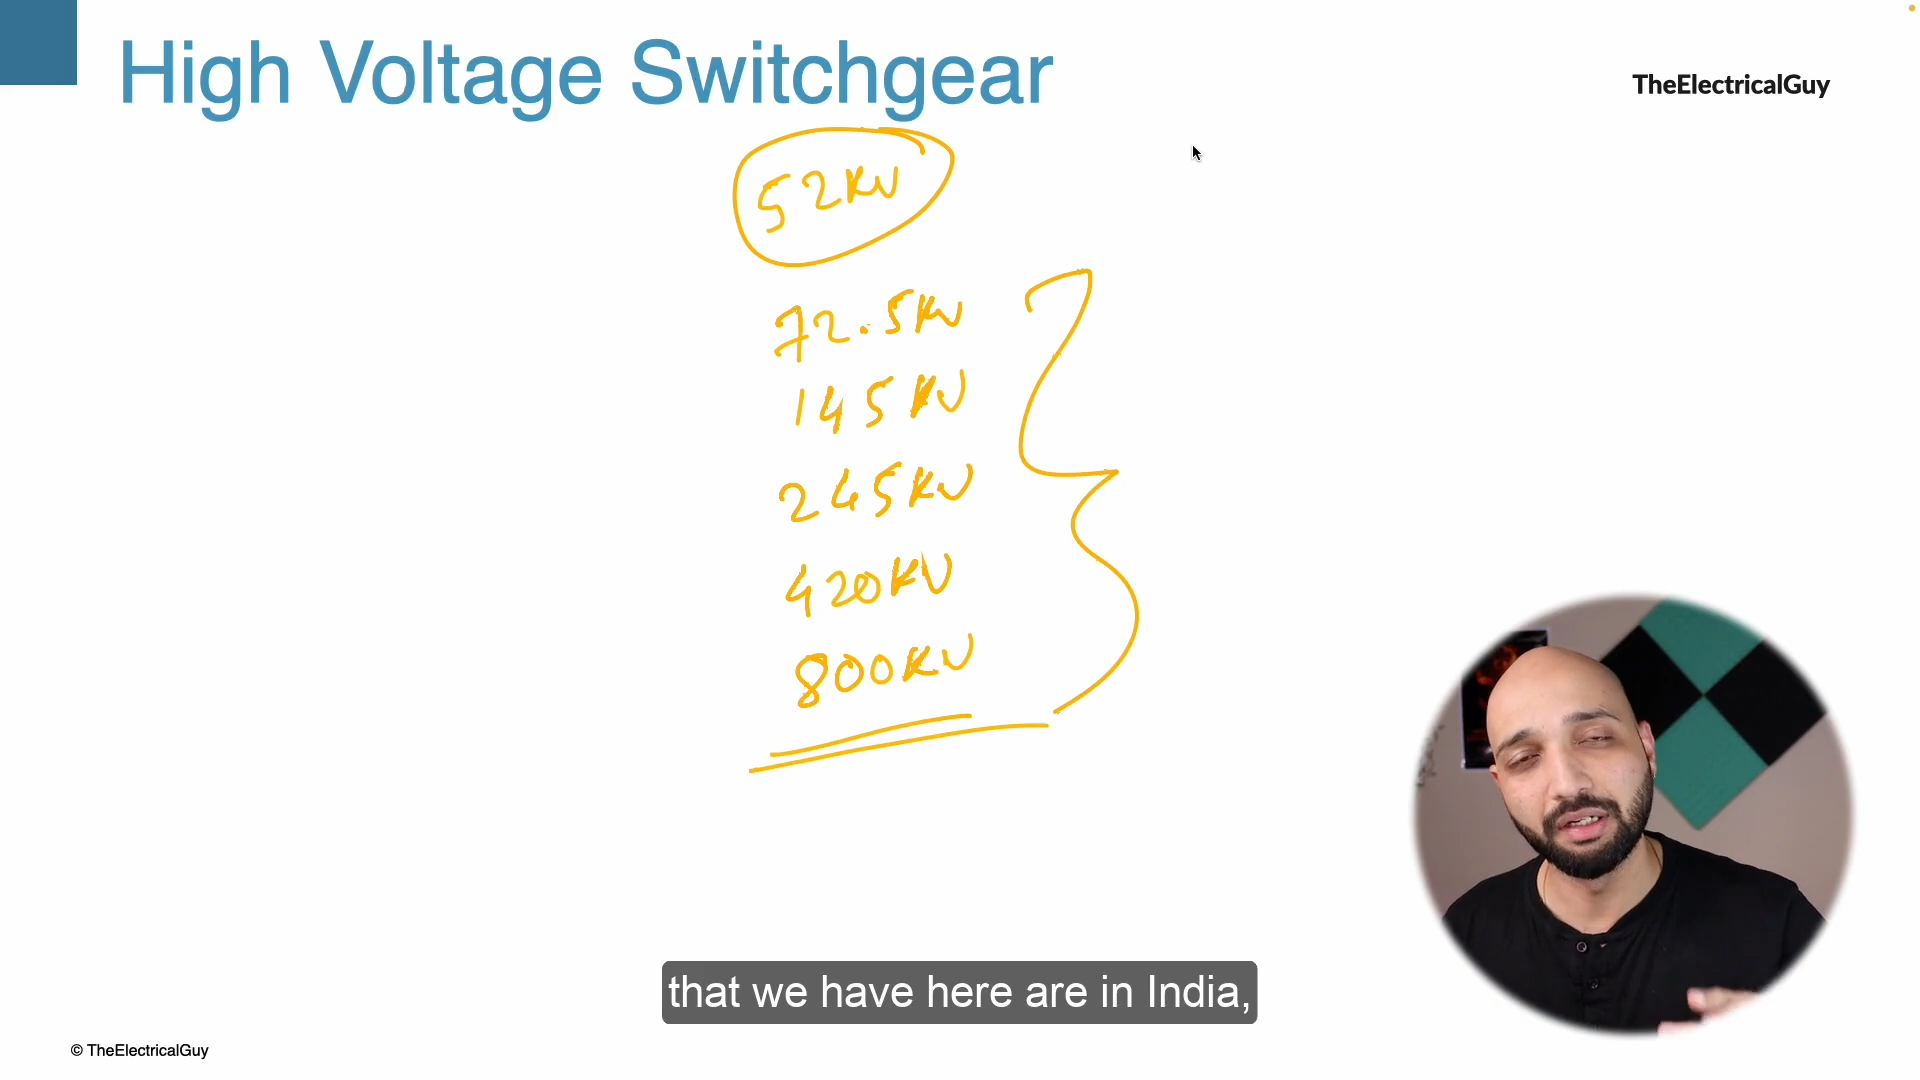 High Voltage Switchgear
TheElectricalGuy
52KV
72.5KV
145KV
245KV
420KV
800KV
that we have here are in India,
© TheElectricalGuy